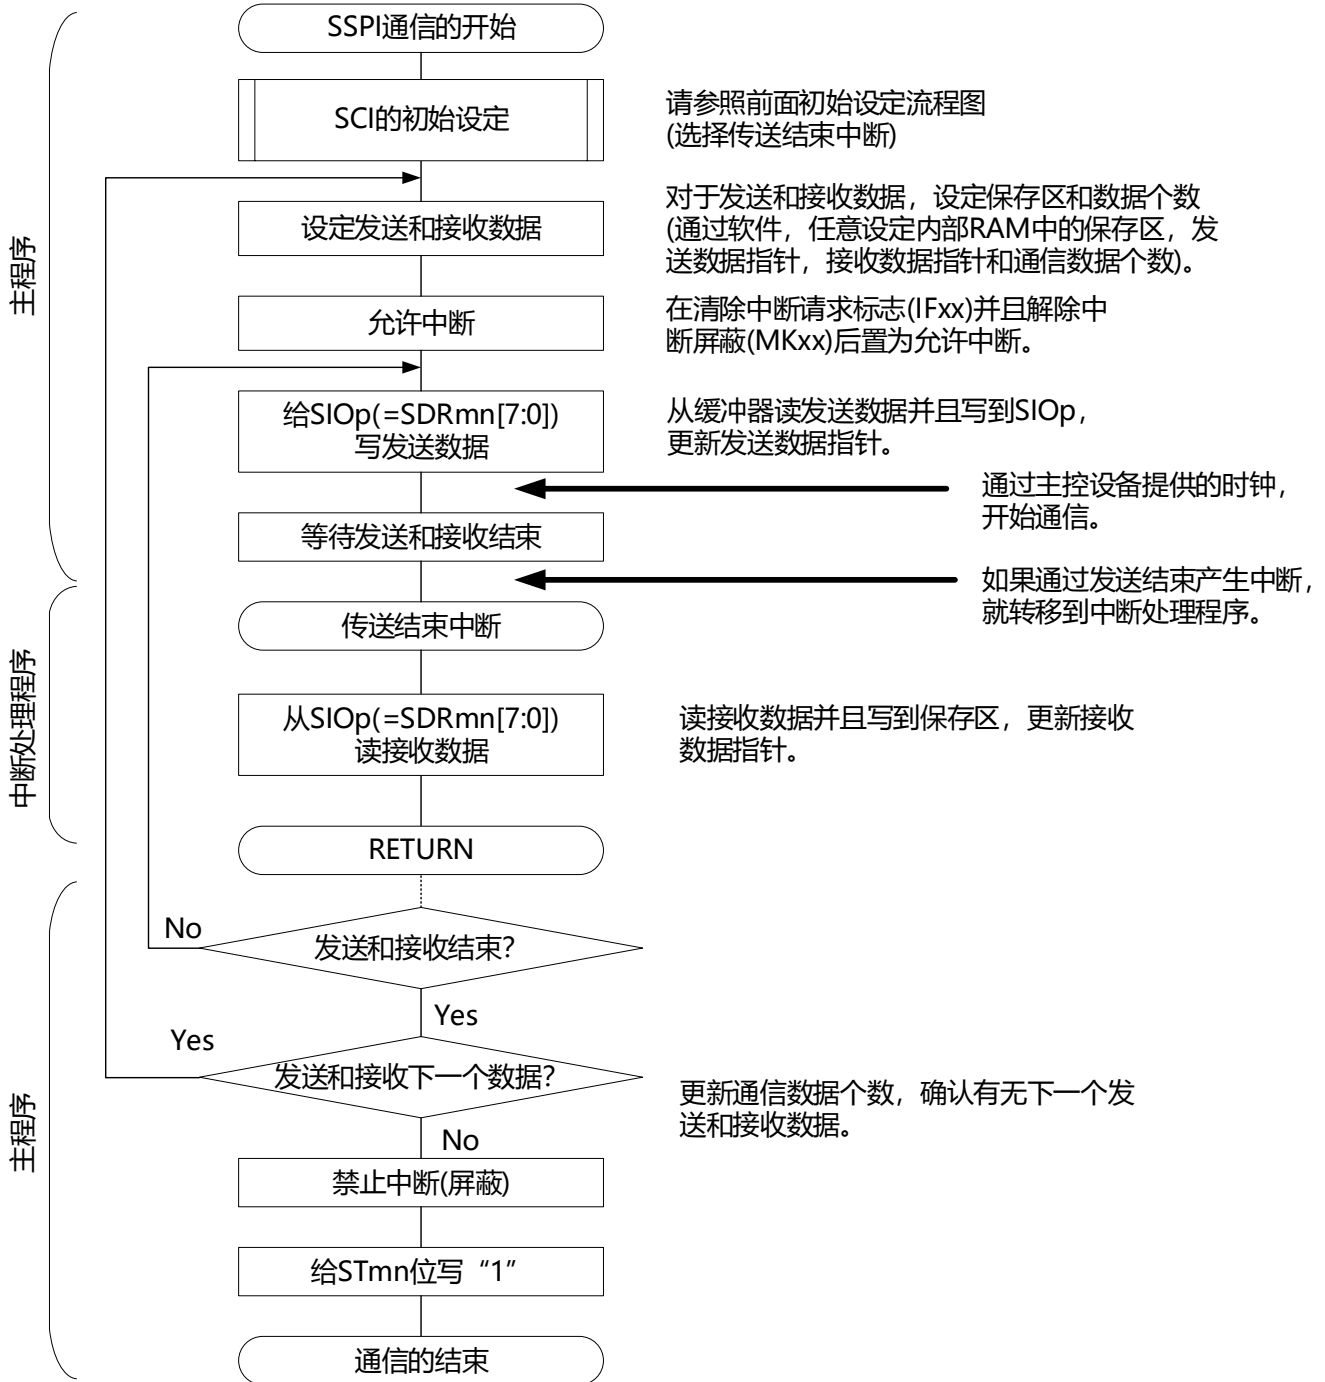 SSPI通信的开始
SCI的初始设定
请参照前面初始设定流程图
(选择传送结束中断)
设定发送和接收数据
对于发送和接收数据，设定保存区和数据个数
(通过软件，任意设定内部RAM中的保存区，发
送数据指针，接收数据指针和通信数据个数)。
主程序
允许中断
在清除中断请求标志(IFxx)并且解除中
断屏蔽(MKxx)后置为允许中断。
给SIOp(=SDRmn[7:0])
写发送数据
从缓冲器读发送数据并且写到SIOp，
更新发送数据指针。
通过主控设备提供的时钟，
开始通信。
等待发送和接收结束
如果通过发送结束产生中断，
就转移到中断处理程序。
传送结束中断
中断处理程序
从SIOp(=SDRmn[7:0])
读接收数据
读接收数据并且写到保存区，更新接收
数据指针。
RETURN
No
发送和接收结束？
Yes
Yes
发送和接收下一个数据？
更新通信数据个数，确认有无下一个发
送和接收数据。
No
主程序
禁止中断(屏蔽)
给STmn位写“1”
通信的结束